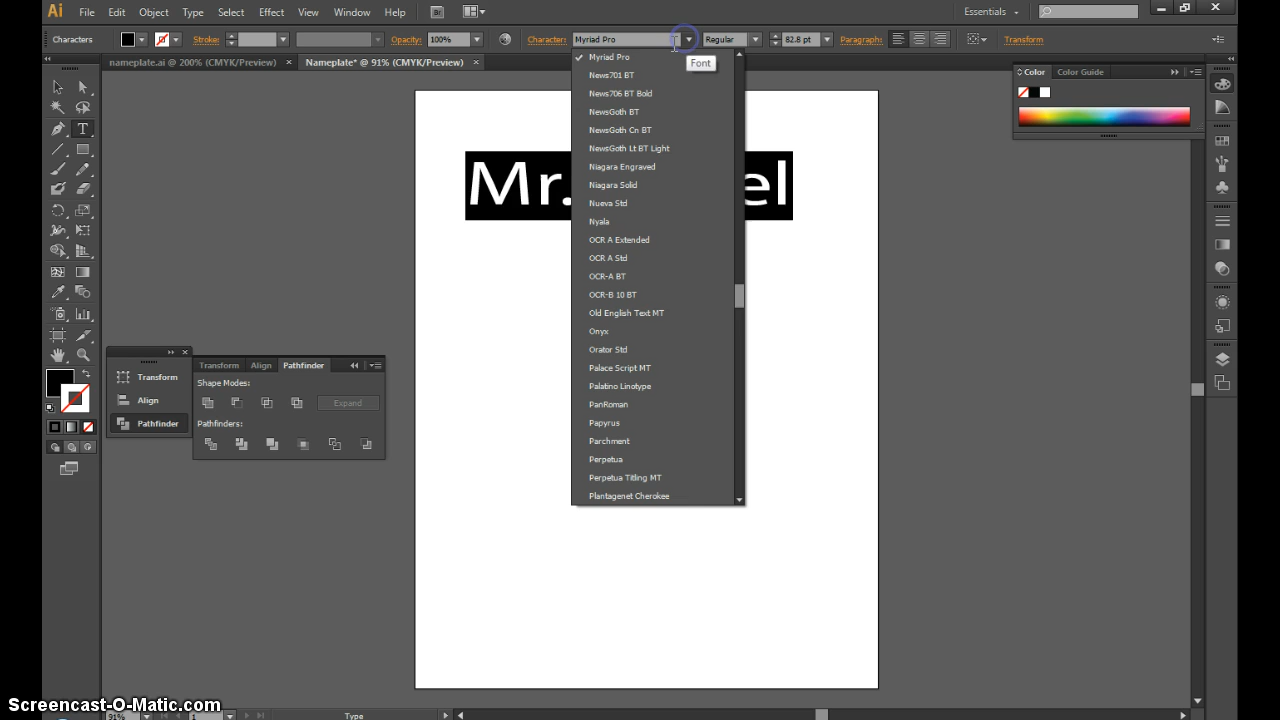 Ai File Edit Object Type Select Effect View Window Help Br Essentials
Characters Stroke: Opacity: 100% Character: Myriad Pro Regular 82.8 pt Paragraph: Transform
nameplate.ai @ 200% (CMYK/Preview) × Nameplate* @ 91% (CMYK/Preview) ×
Font
Color Color Guide
Mr. el
Myriad Pro
News701 BT
News706 BT Bold
NewsGoth BT
NewsGoth Cn BT
NewsGoth Lt BT Light
Niagara Engraved
Niagara Solid
Nueva Std
Nyala
OCR A Extended
OCR A Std
OCR-A BT
OCR-B 10 BT
Old English Text MT
Onyx
Orator Std
Palace Script MT
Palatino Linotype
PanRoman
Papyrus
Parchment
Perpetua
Perpetua Titling MT
Plantagenet Cherokee
Transform
Align
Pathfinder
Transform Align Pathfinder
Shape Modes:
Expand
Pathfinders:
91% 1 Type
Screencast-O-Matic.com